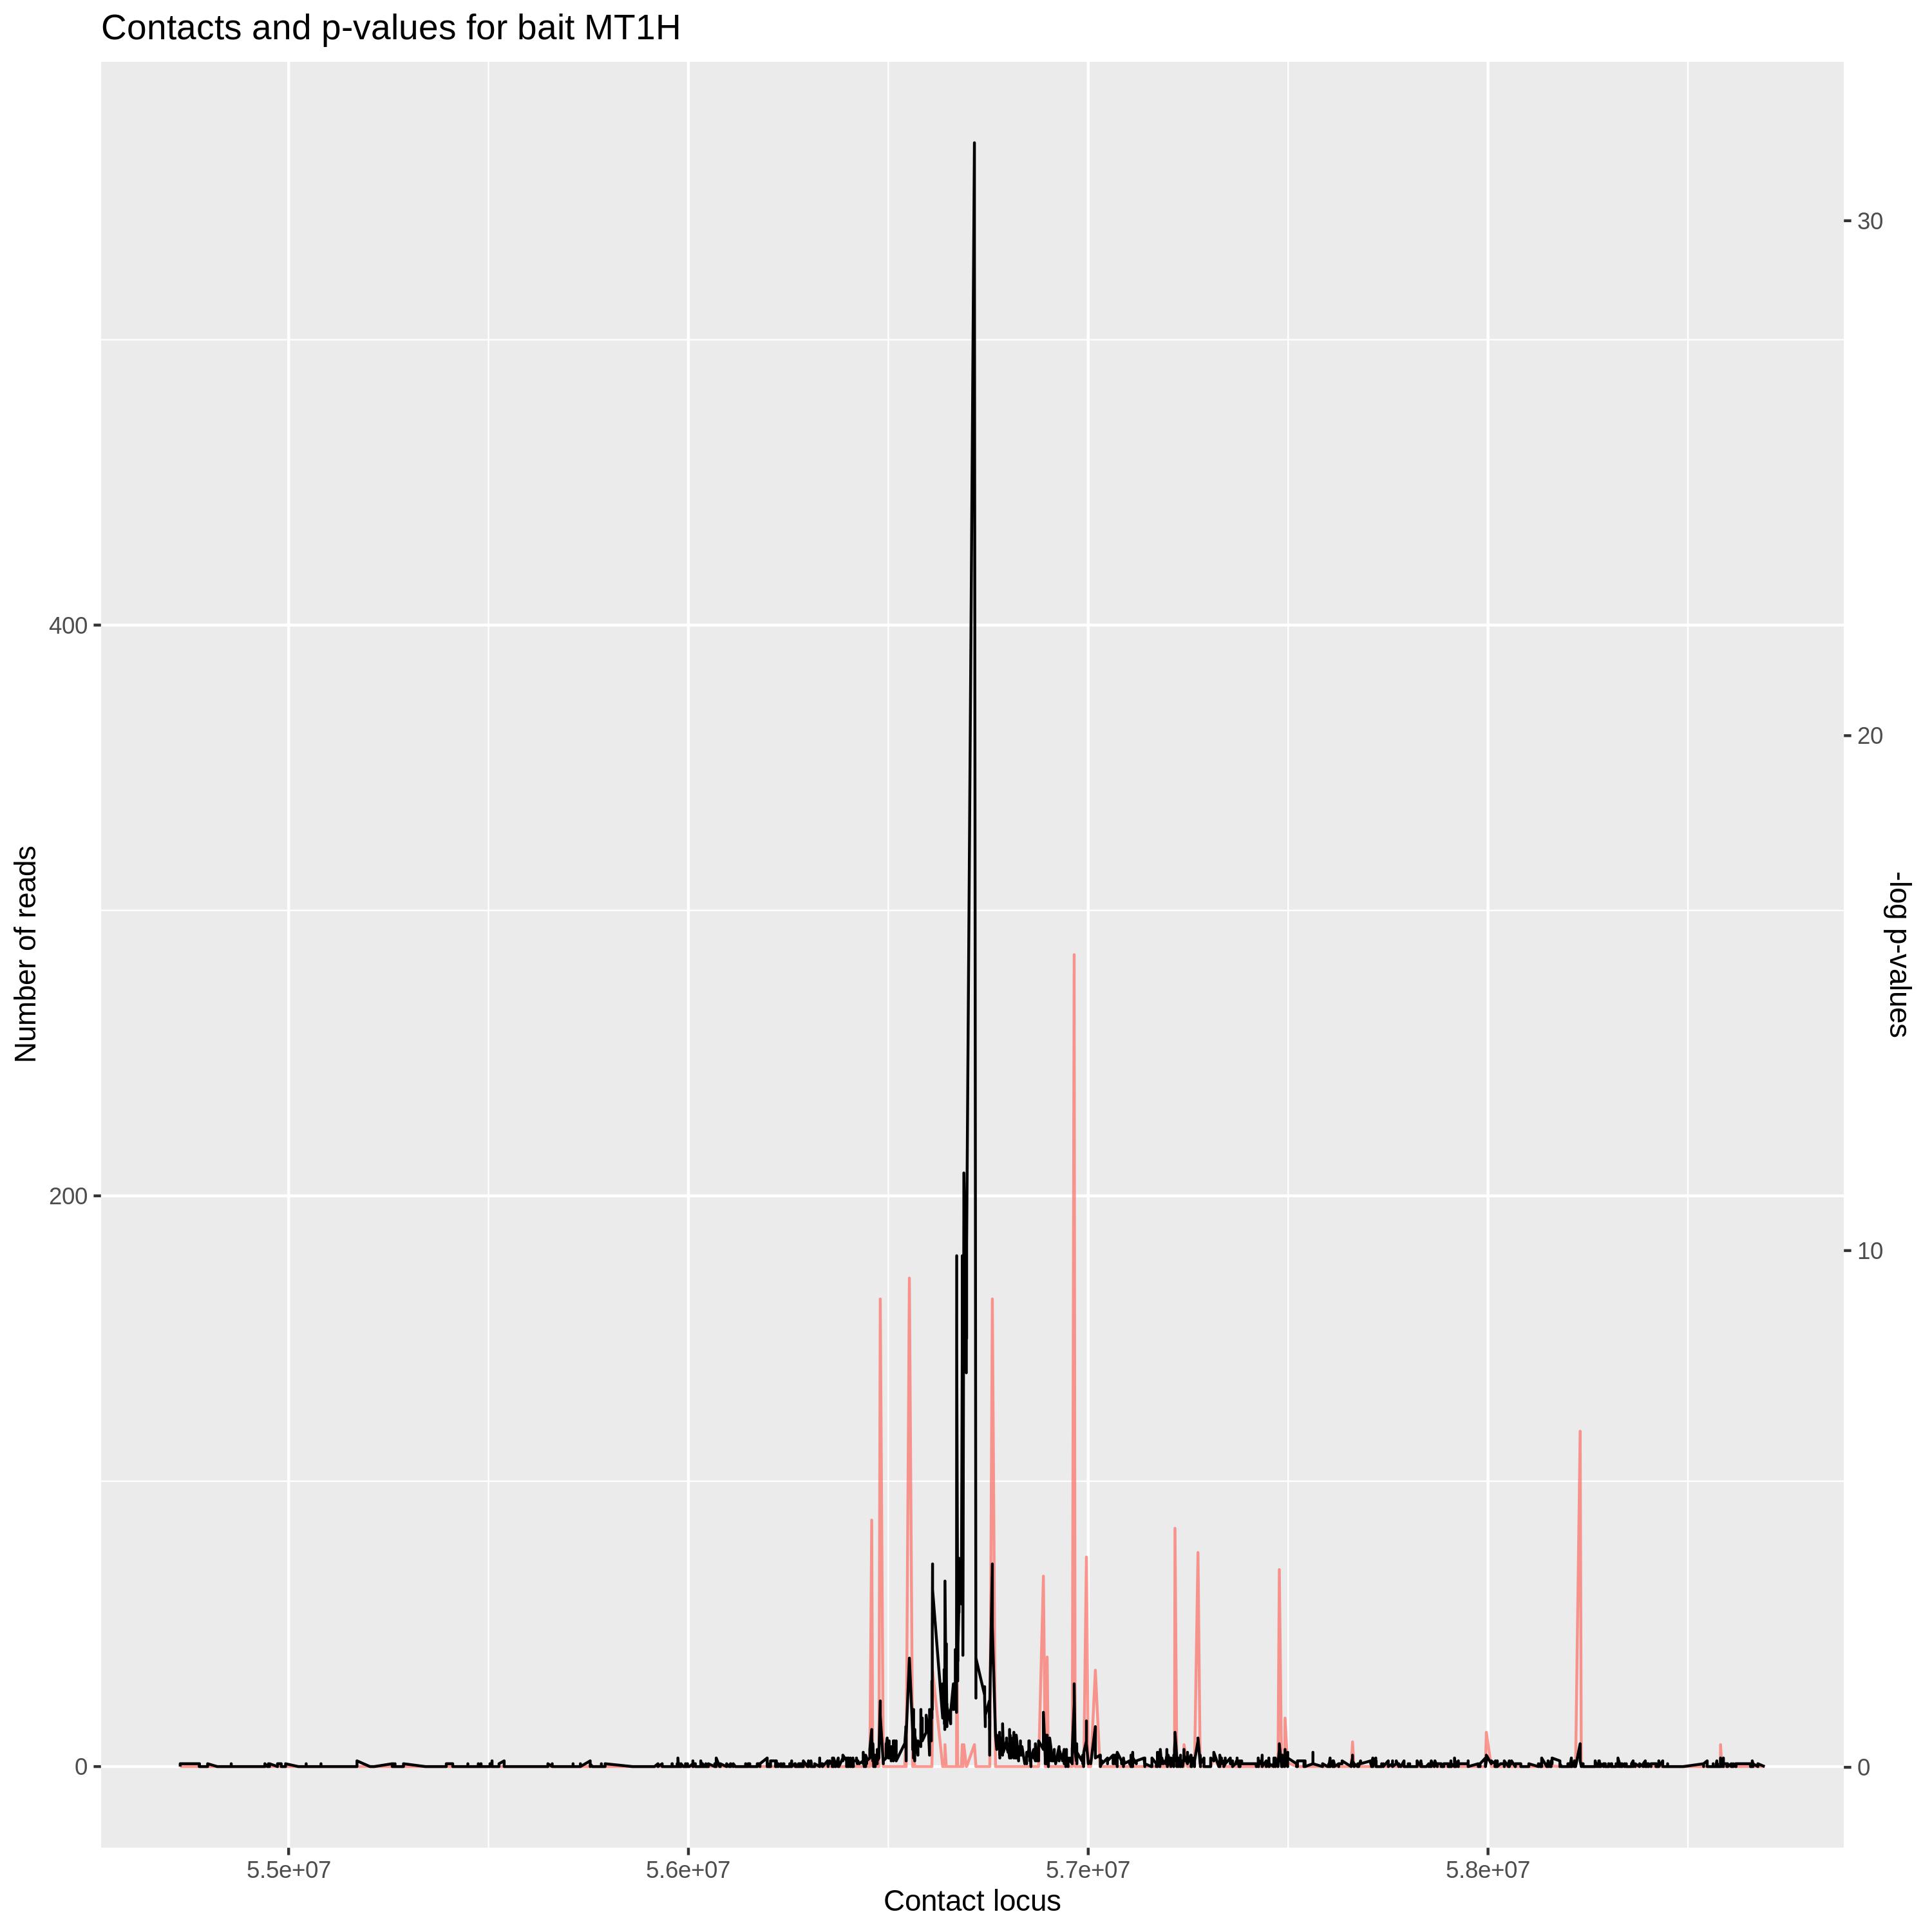 Contacts and p-values for bait MT1H
30
400
20
Number of reads
-log p-values
200
10
0
0
5.5e+07
5.6e+07
5.7e+07
5.8e+07
Contact locus